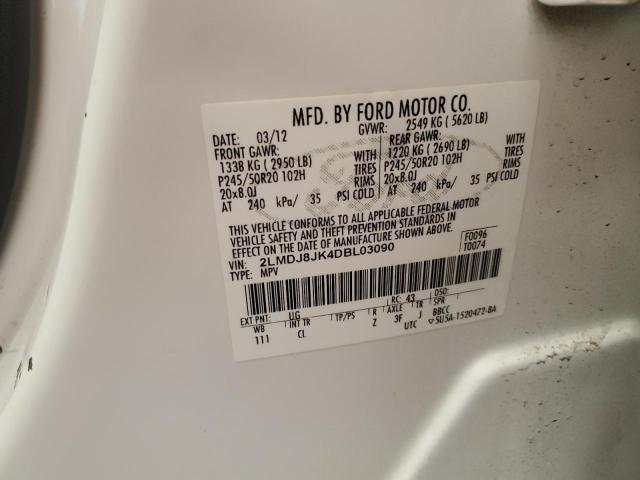 MFD. BY FORD MOTOR CO.
DATE: 03/12 GVWR: 2549 KG ( 5620 LB)
FRONT GAWR: REAR GAWR:
1338 KG ( 2950 LB) WITH 1220 KG ( 2690 LB) WITH
P245/50R20 102H TIRES P245/50R20 102H TIRES
20x8.0J RIMS 20x8.0J RIMS
AT 240 kPa/ 35 PSI COLD AT 240 kPa/ 35 PSI COLD
THIS VEHICLE CONFORMS TO ALL APPLICABLE FEDERAL MOTOR
VEHICLE SAFETY AND THEFT PREVENTION STANDARDS
IN EFFECT ON THE DATE OF MANUFACTURE SHOWN ABOVE.
VIN: 2LMDJ8JK4DBL03090 F0096
TYPE: MPV T0074
EXT PNT: UG RC: 43 DSO:
WB INT TR TP/PS R AXLE TR SPR BBCC
111 CL Z 3F J UTC 5U5A-1520472-BA
Ford